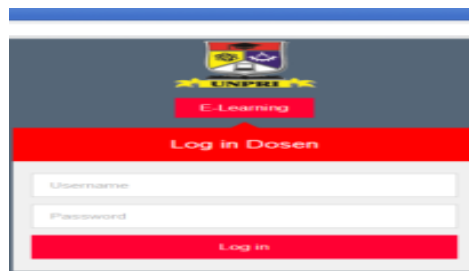 UNPRI
E-Learning
Log in Dosen
Username
Password
Log in